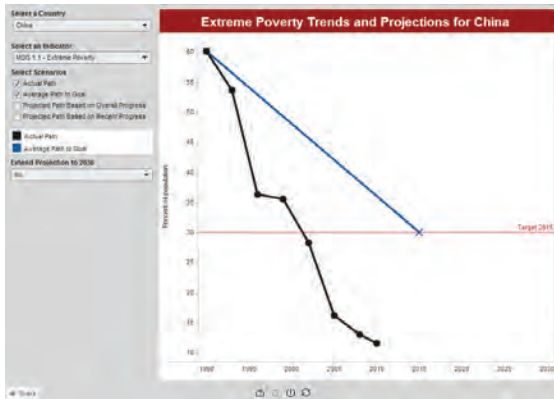 Select a Country
China
Select an Indicator
MDG 1.1 - Extreme Poverty
Select Scenarios
Actual Path
Average Path to Goal
Projected Path Based on Overall Progress
Projected Path Based on Recent Progress
Actual Path
Average Path to Goal
Extend Projection to 2030
No
Extreme Poverty Trends and Projections for China
Percent of population
60
55
50
45
40
35
30
25
20
15
10
Target 2015
1990
1995
2000
2005
2010
2015
2020
2025
2030
Share